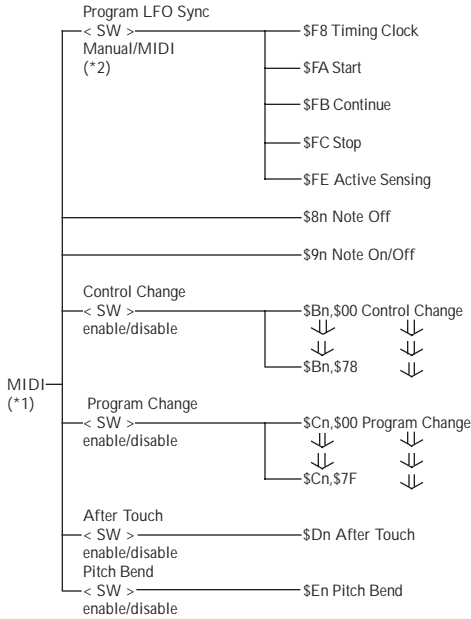 Program LFO Sync
< SW >
Manual/MIDI
(*2)
$F8 Timing Clock
$FA Start
$FB Continue
$FC Stop
$FE Active Sensing
$8n Note Off
$9n Note On/Off
Control Change
< SW >
enable/disable
$Bn,$00 Control Change
$Bn,$78
MIDI
(*1)
Program Change
< SW >
enable/disable
$Cn,$00 Program Change
$Cn,$7F
After Touch
< SW >
enable/disable
$Dn After Touch
Pitch Bend
< SW >
enable/disable
$En Pitch Bend